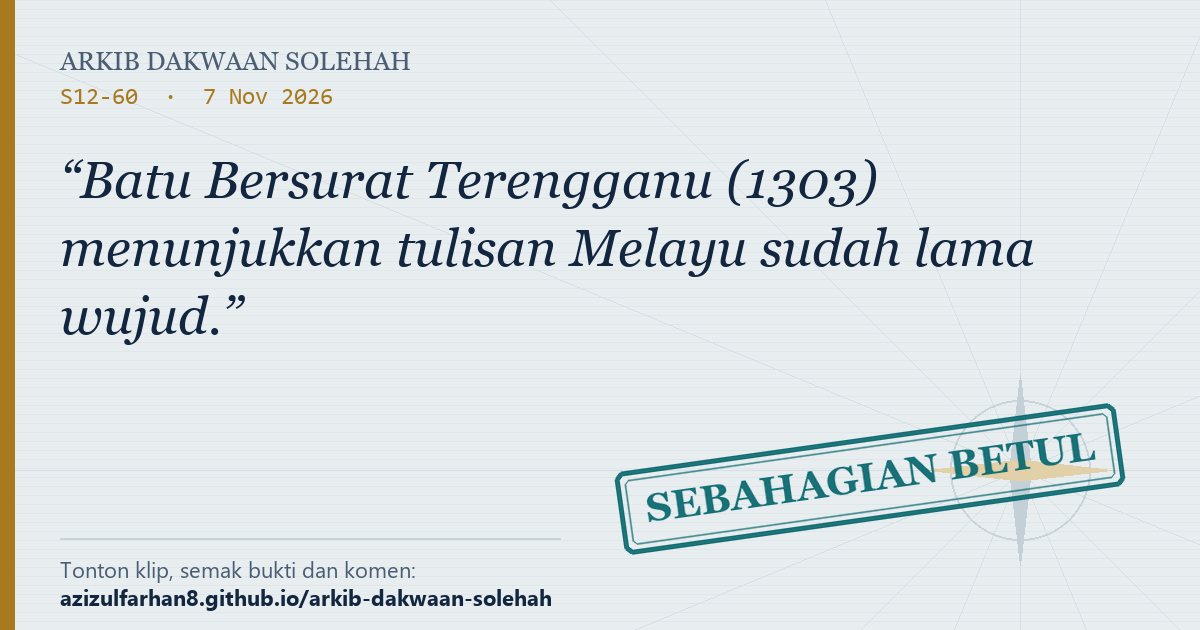 ARKIB DAKWAAN SOLEHAH
S12-60 · 7 Nov 2026
“Batu Bersurat Terengganu (1303)
menunjukkan tulisan Melayu sudah lama
wujud.”
SEBAHAGIAN BETUL
Tonton klip, semak bukti dan komen:
azizulfarhan8.github.io/arkib-dakwaan-solehah